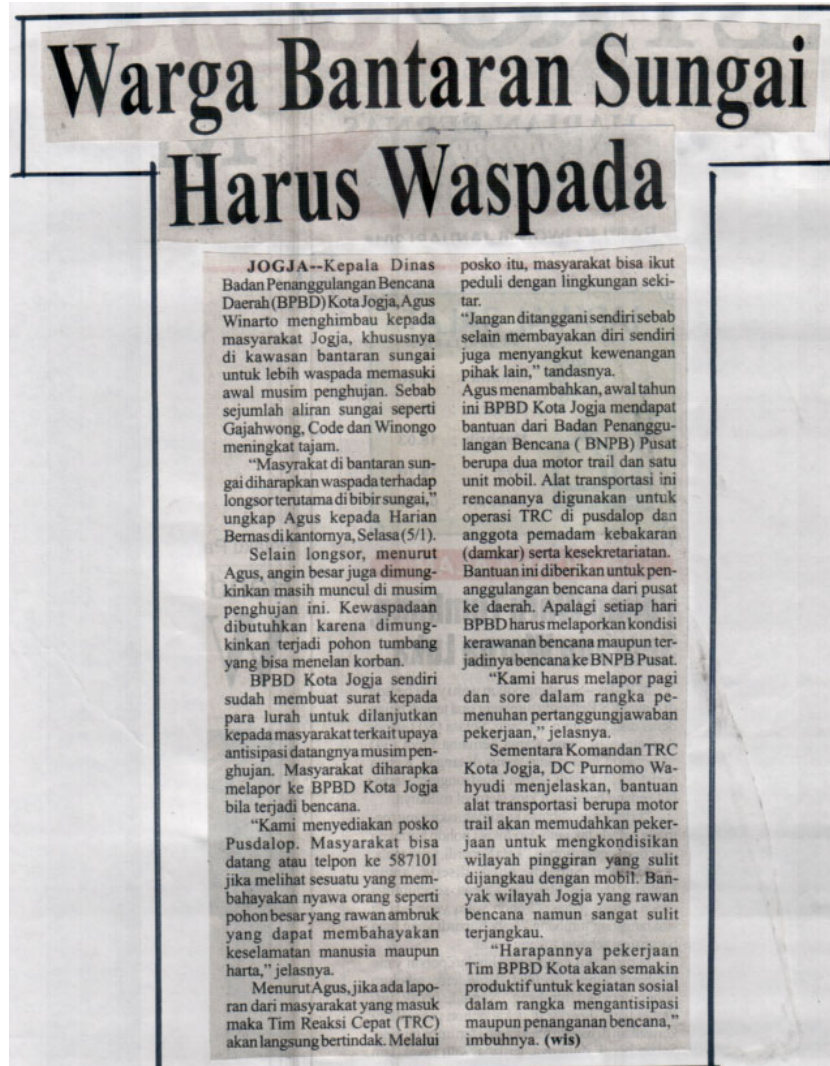 Warga Bantaran Sungai
Harus Waspada
JOGJA--Kepala Dinas
Badan Penanggulangan Bencana
Daerah (BPBD) Kota Jogja, Agus
Winarto menghimbau kepada
masyarakat Jogja, khususnya
di kawasan bantaran sungai
untuk lebih waspada memasuki
awal musim penghujan. Sebab
sejumlah aliran sungai seperti
Gajahwong, Code dan Winongo
meningkat tajam.
"Masyrakat di bantaran sun-
gai diharapkan waspada terhadap
longsor terutama di bibir sungai,"
ungkap Agus kepada Harian
Bernas di kantornya, Selasa (5/1).
Selain longsor, menurut
Agus, angin besar juga dimung-
kinkan masih muncul di musim
penghujan ini. Kewaspadaan
dibutuhkan karena dimung-
kinkan terjadi pohon tumbang
yang bisa menelan korban.
BPBD Kota Jogja sendiri
sudah membuat surat kepada
para lurah untuk dilanjutkan
kepada masyarakat terkait upaya
antisipasi datangnya musim pen-
ghujan. Masyarakat diharapka
melapor ke BPBD Kota Jogja
bila terjadi bencana.
"Kami menyediakan posko
Pusdalop. Masyarakat bisa
datang atau telpon ke 587101
jika melihat sesuatu yang mem-
bahayakan nyawa orang seperti
pohon besar yang rawan ambruk
yang dapat membahayakan
keselamatan manusia maupun
harta," jelasnya.
Menurut Agus, jika ada lapo-
ran dari masyarakat yang masuk
maka Tim Reaksi Cepat (TRC)
akan langsung bertindak. Melalui
posko itu, masyarakat bisa ikut
peduli dengan lingkungan seki-
tar.
"Jangan ditanggani sendiri sebab
selain membayakan diri sendiri
juga menyangkut kewenangan
pihak lain," tandasnya.
Agus menambahkan, awal tahun
ini BPBD Kota Jogja mendapat
bantuan dari Badan Penanggu-
langan Bencana ( BNPB) Pusat
berupa dua motor trail dan satu
unit mobil. Alat transportasi ini
rencananya digunakan untuk
operasi TRC di pusdalop dan
anggota pemadam kebakaran
(damkar) serta kesekretariatan.
Bantuan ini diberikan untuk pen-
anggulangan bencana dari pusat
ke daerah. Apalagi setiap hari
BPBD harus melaporkan kondisi
kerawanan bencana maupun ter-
jadinya bencana ke BNPB Pusat.
"Kami harus melapor pagi
dan sore dalam rangka pe-
menuhan pertanggungjawaban
pekerjaan," jelasnya.
Sementara Komandan TRC
Kota Jogja, DC Purnomo Wa-
hyudi menjelaskan, bantuan
alat transportasi berupa motor
trail akan memudahkan peker-
jaan untuk mengkondisikan
wilayah pinggiran yang sulit
dijangkau dengan mobil. Ban-
yak wilayah Jogja yang rawan
bencana namun sangat sulit
terjangkau.
"Harapannya pekerjaan
Tim BPBD Kota akan semakin
produktif untuk kegiatan sosial
dalam rangka mengantisipasi
maupun penanganan bencana,"
imbuhnya. (wis)